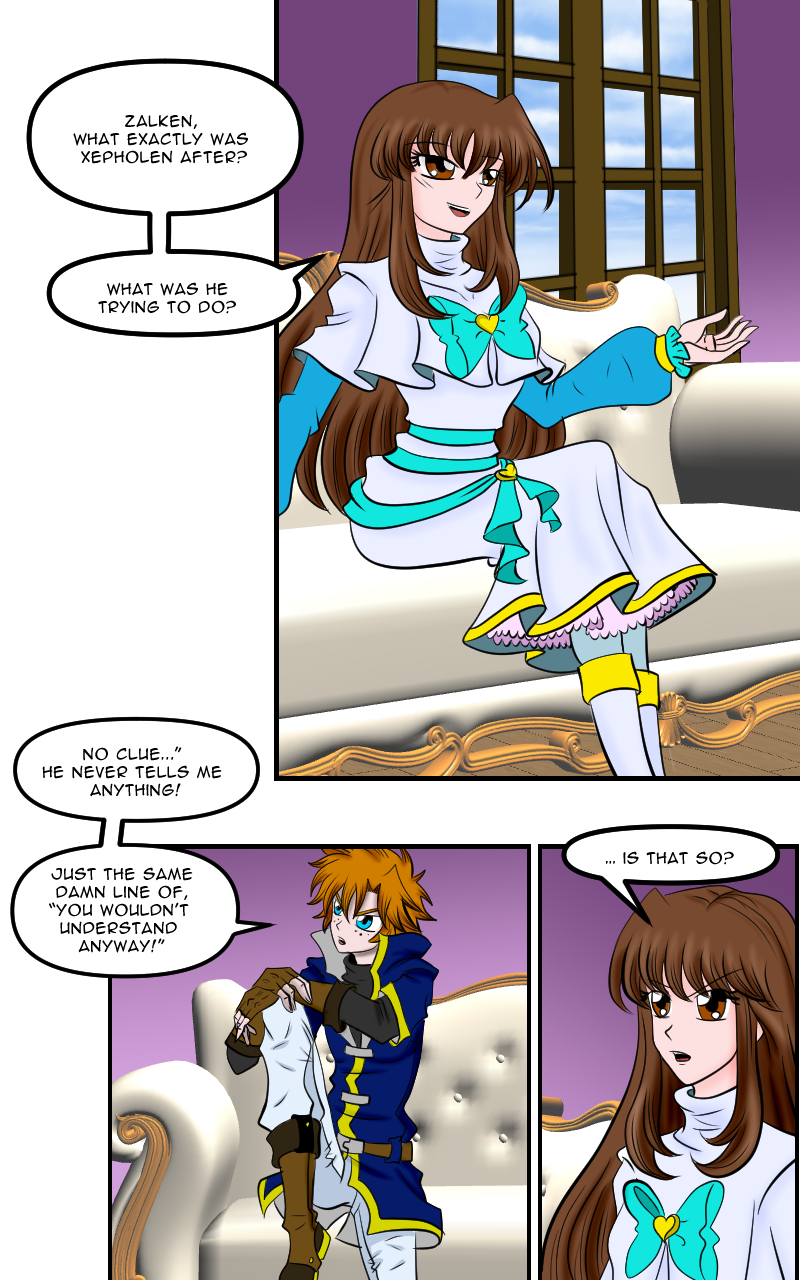 ZALKEN,
WHAT EXACTLY WAS
XEPHOLEN AFTER?
WHAT WAS HE
TRYING TO DO?
NO CLUE..."
HE NEVER TELLS ME
ANYTHING!
JUST THE SAME
DAMN LINE OF,
"YOU WOULDN'T
UNDERSTAND
ANYWAY!"
... IS THAT SO?